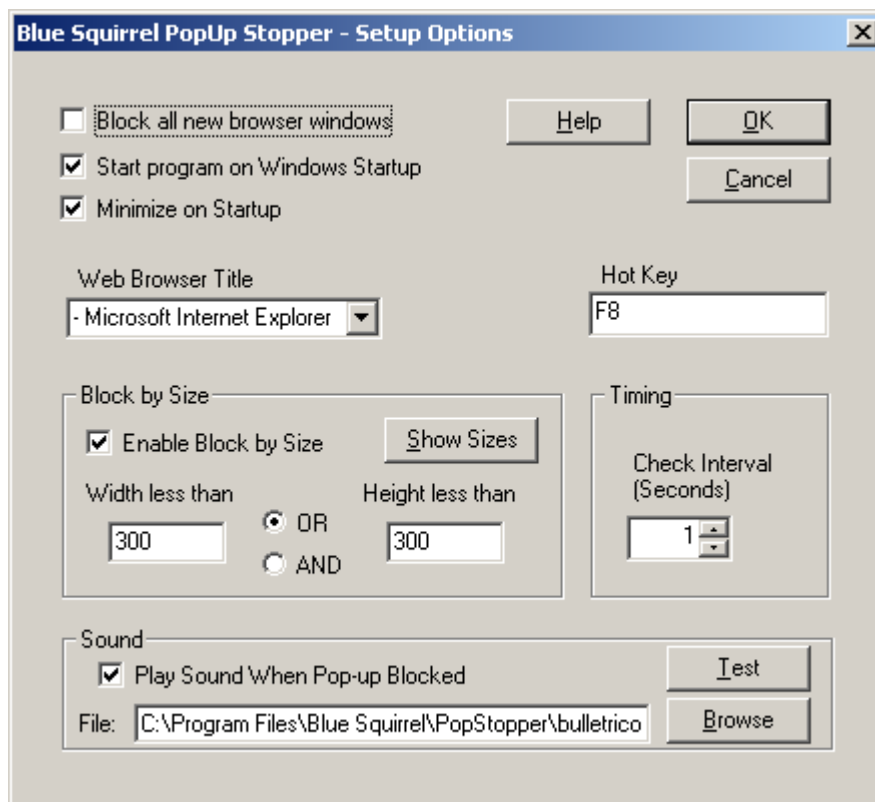 Blue Squirrel PopUp Stopper - Setup Options
Block all new browser windows
Help
OK
Start program on Windows Startup
Cancel
Minimize on Startup
Web Browser Title
Hot Key
- Microsoft Internet Explorer
F8
Block by Size
Timing
Enable Block by Size
Show Sizes
Check Interval
(Seconds)
Width less than
Height less than
300
OR
300
1
AND
Sound
Play Sound When Pop-up Blocked
Test
File:
C:\Program Files\Blue Squirrel\PopStopper\bulletrico
Browse